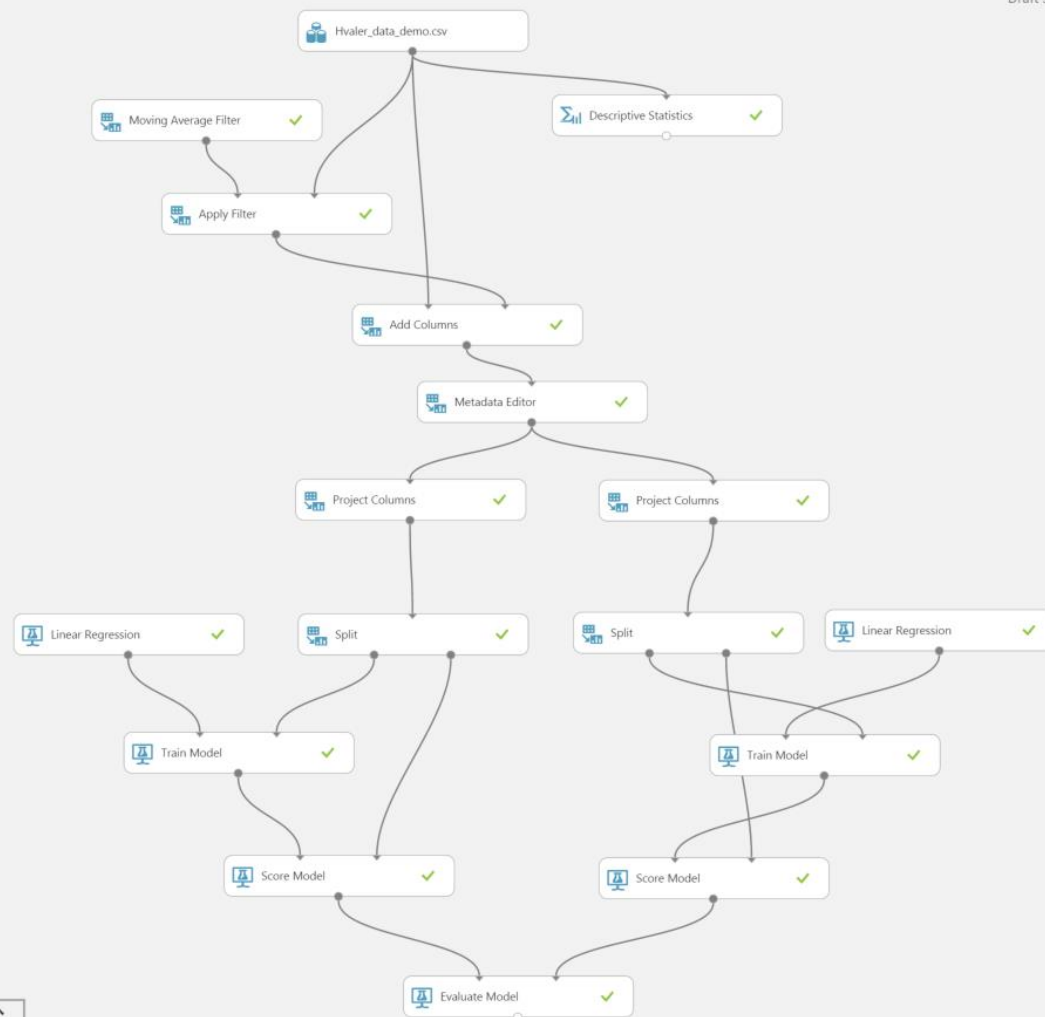 Draft
Hvaler_data_demo.csv
Moving Average Filter
Descriptive Statistics
Apply Filter
Add Columns
Metadata Editor
Project Columns
Project Columns
Linear Regression
Split
Split
Linear Regression
Train Model
Train Model
Score Model
Score Model
Evaluate Model